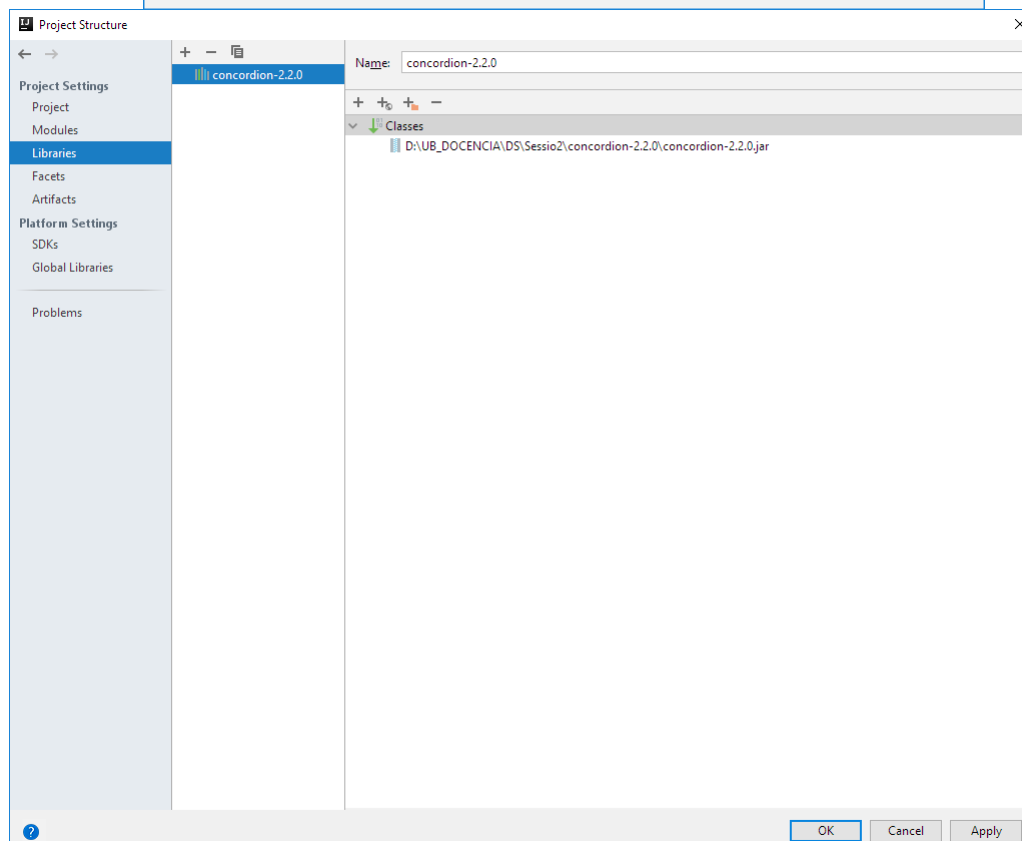 Project Structure
Project Settings
Project
Modules
Libraries
Facets
Artifacts
Platform Settings
SDKs
Global Libraries
Problems
concordion-2.2.0
Name: concordion-2.2.0
Classes
D:\UB_DOCENCIA\DS\Sessio2\concordion-2.2.0\concordion-2.2.0.jar
? OK Cancel Apply